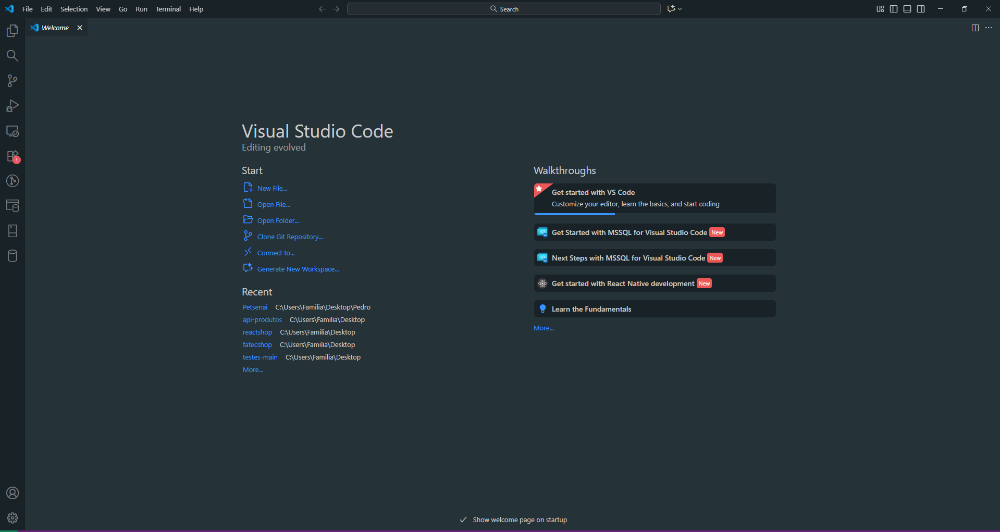 File Edit Selection View Go Run Terminal Help
Search
Welcome
Visual Studio Code
Editing evolved
Start
New File...
Open File...
Open Folder...
Clone Git Repository...
Connect to...
Generate New Workspace...
Recent
Petsenai C:\Users\Familia\Desktop\Pedro
api-produtos C:\Users\Familia\Desktop
reactshop C:\Users\Familia\Desktop
fatecshop C:\Users\Familia\Desktop
testes-main C:\Users\Familia\Desktop
More...
Walkthroughs
Get started with VS Code
Customize your editor, learn the basics, and start coding
Get Started with MSSQL for Visual Studio Code New
Next Steps with MSSQL for Visual Studio Code New
Get started with React Native development New
Learn the Fundamentals
More...
1
Show welcome page on startup